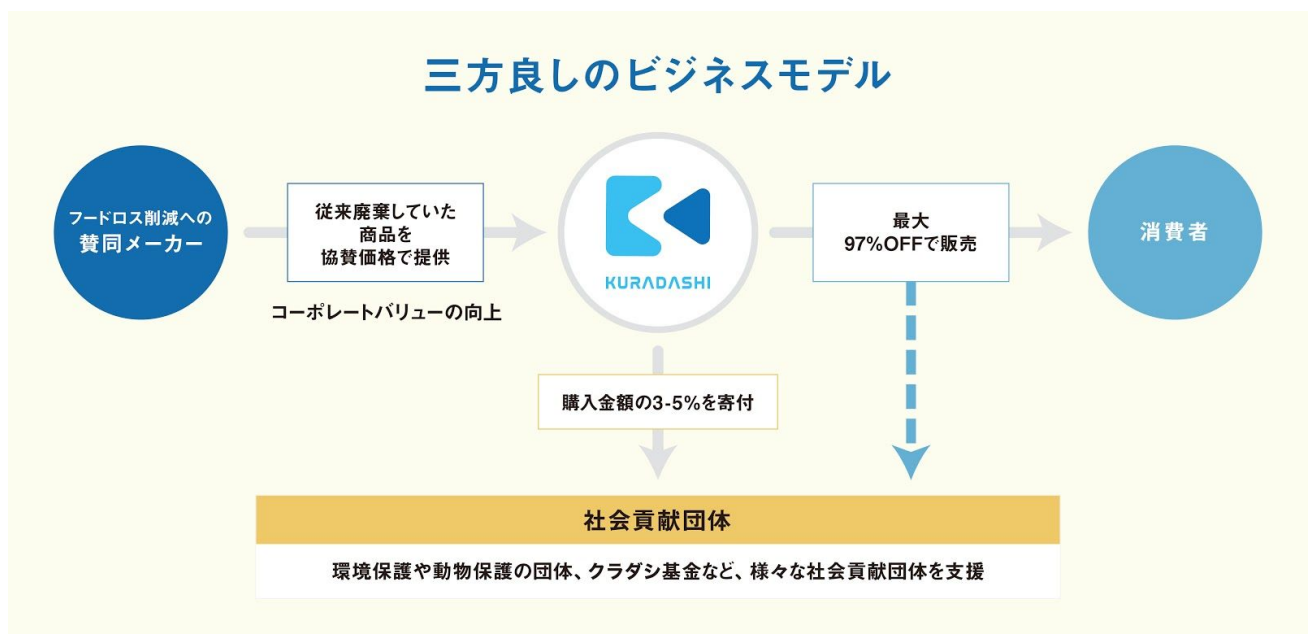 三方良しのビジネスモデル
フードロス削減への
賛同メーカー
従来廃棄していた
商品を
協賛価格で提供
コーポレートバリューの向上
KURADASHI
最大
97%OFFで販売
消費者
購入金額の3-5%を寄付
社会貢献団体
環境保護や動物保護の団体、クラダシ基金など、様々な社会貢献団体を支援